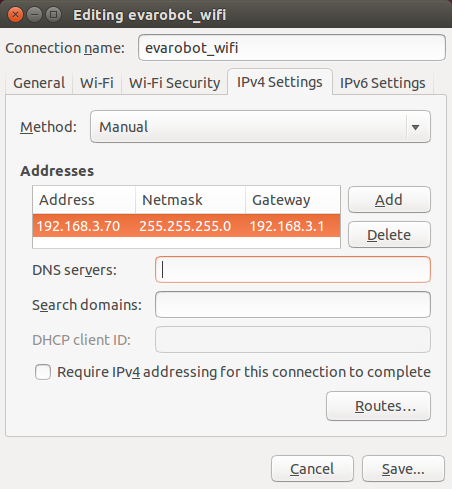 Editing evarobot_wifi
Connection name: evarobot_wifi
General Wi-Fi Wi-Fi Security IPv4 Settings IPv6 Settings
Method: Manual
Addresses
Address Netmask Gateway
192.168.3.70 255.255.255.0 192.168.3.1
Add
Delete
DNS servers:
Search domains:
DHCP client ID:
Require IPv4 addressing for this connection to complete
Routes…
Cancel Save...